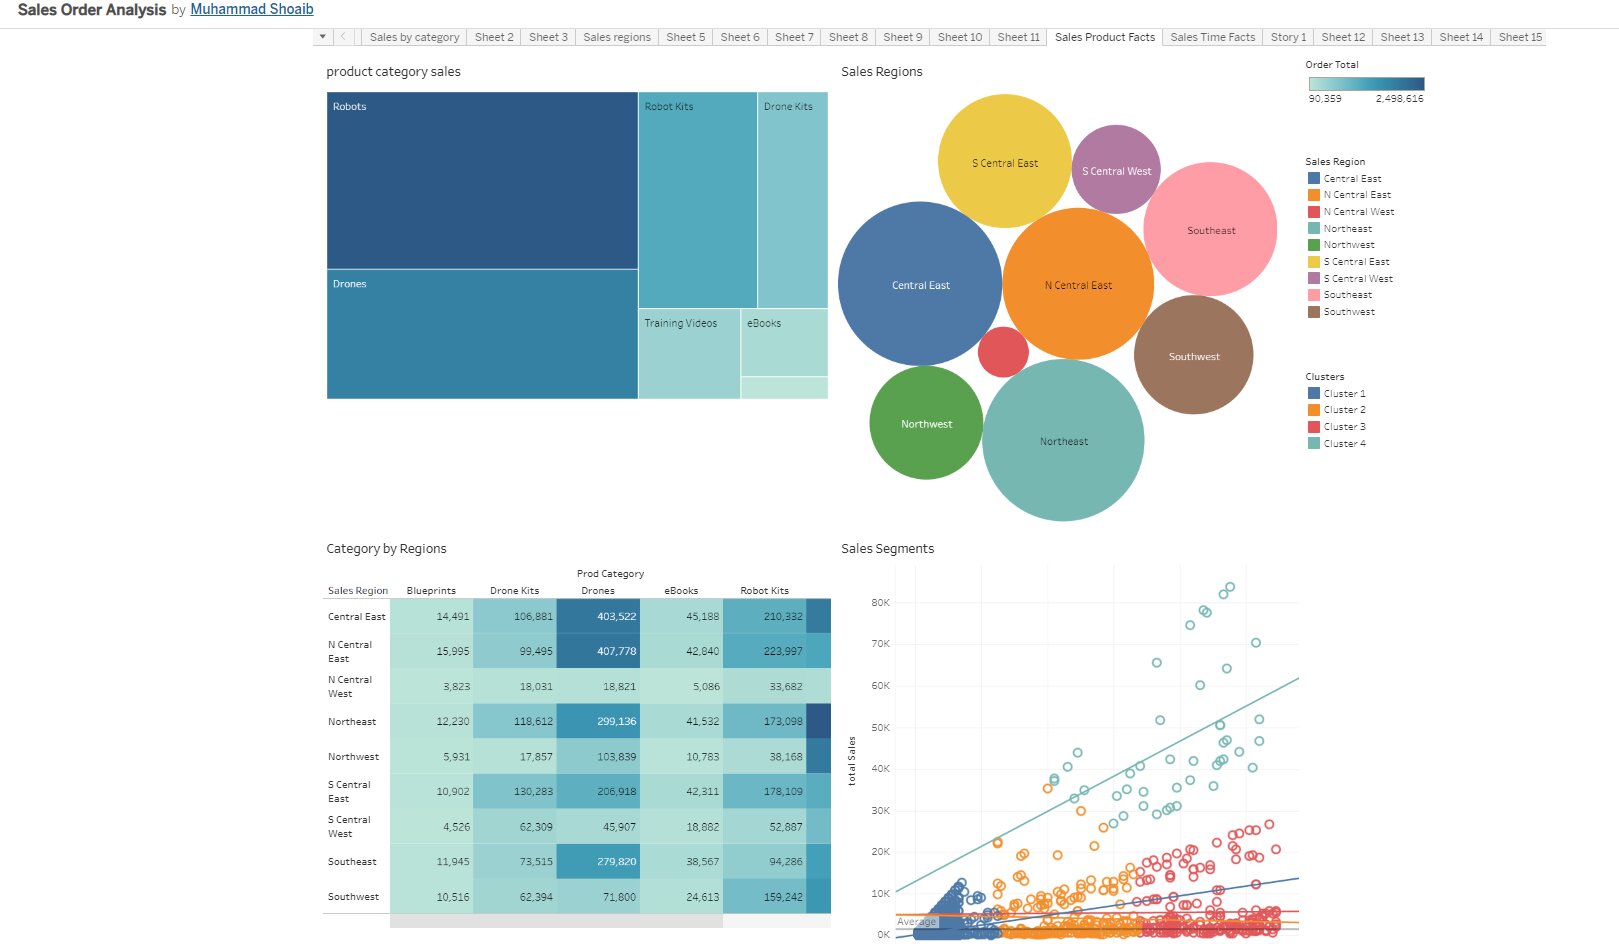 Sales Order Analysis by Muhammad Shoaib
Sales by category Sheet 2 Sheet 3 Sales regions Sheet 5 Sheet 6 Sheet 7 Sheet 8 Sheet 9 Sheet 10 Sheet 11 Sales Product Facts Sales Time Facts Story 1 Sheet 12 Sheet 13 Sheet 14 Sheet 15
product category sales
Robots
Robot Kits
Drone Kits
Drones
Training Videos
eBooks
Sales Regions
S Central East
S Central West
Southeast
Central East
N Central East
Southwest
Northwest
Northeast
Order Total
90,359 2,498,616
Sales Region
Central East
N Central East
N Central West
Northeast
Northwest
S Central East
S Central West
Southeast
Southwest
Clusters
Cluster 1
Cluster 2
Cluster 3
Cluster 4
Category by Regions
Prod Category
Sales Region Blueprints Drone Kits Drones eBooks Robot Kits
Central East 14,491 106,881 403,522 45,188 210,332
N Central
East 15,995 99,495 407,778 42,840 223,997
N Central
West 3,823 18,031 18,821 5,086 33,682
Northeast 12,230 118,612 299,136 41,532 173,098
Northwest 5,931 17,857 103,839 10,783 38,168
S Central
East 10,902 130,283 206,918 42,311 178,109
S Central
West 4,526 62,309 45,907 18,882 52,887
Southeast 11,945 73,515 279,820 38,567 94,286
Southwest 10,516 62,394 71,800 24,613 159,242
Sales Segments
total Sales
80K
70K
60K
50K
40K
30K
20K
10K
Average
0K